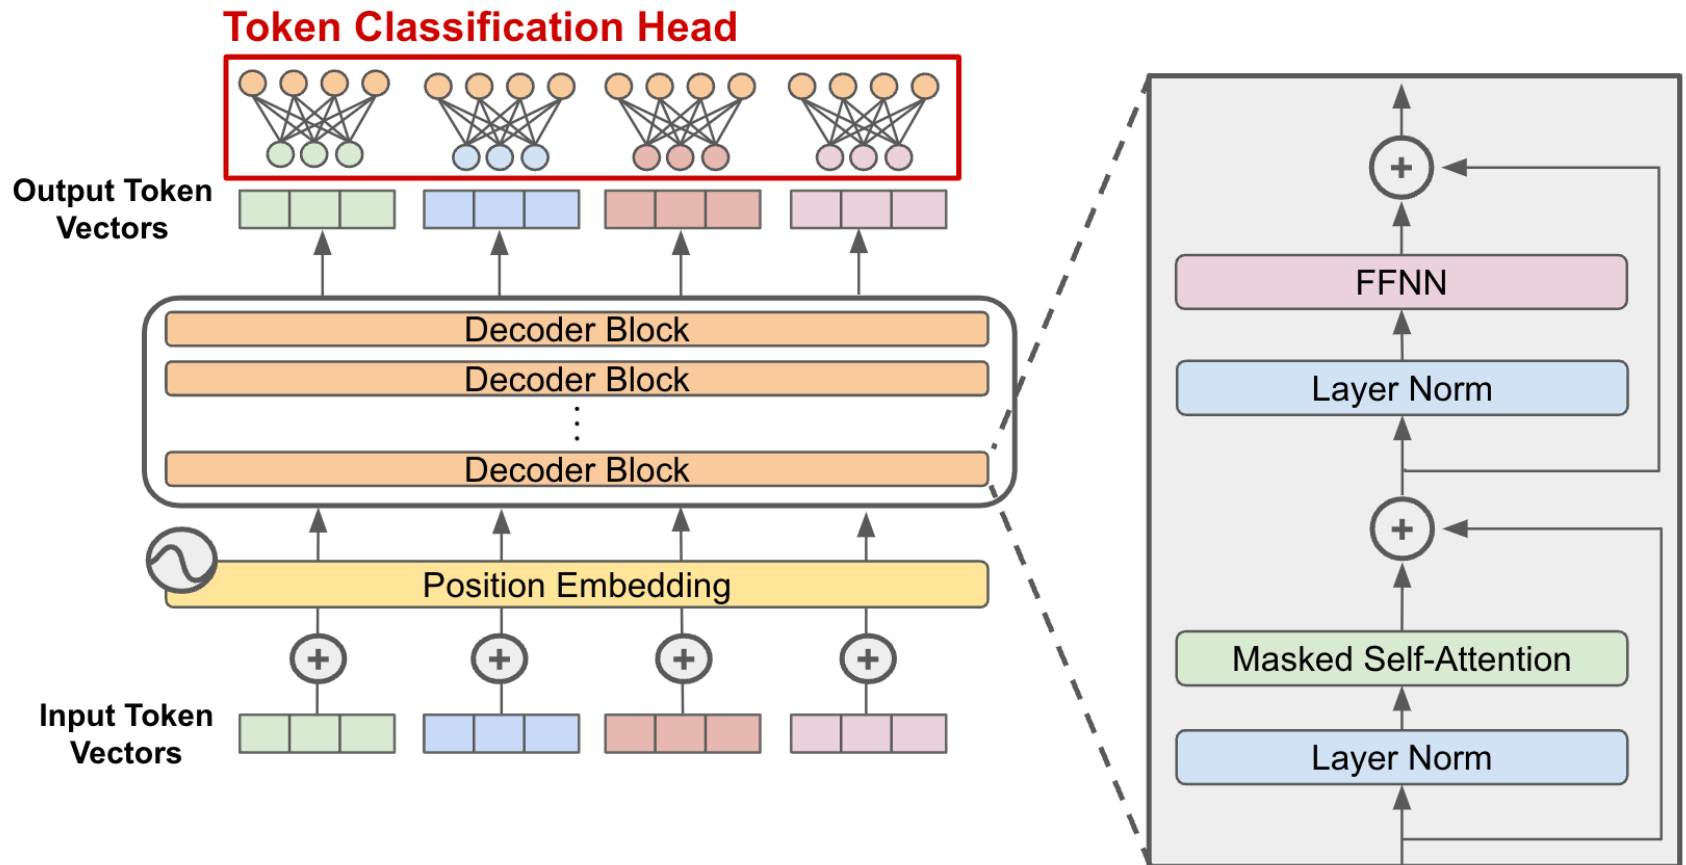 Token Classification Head
Output Token
Vectors
Decoder Block
Decoder Block
Decoder Block
Position Embedding
Input Token
Vectors
FFNN
Layer Norm
Masked Self-Attention
Layer Norm